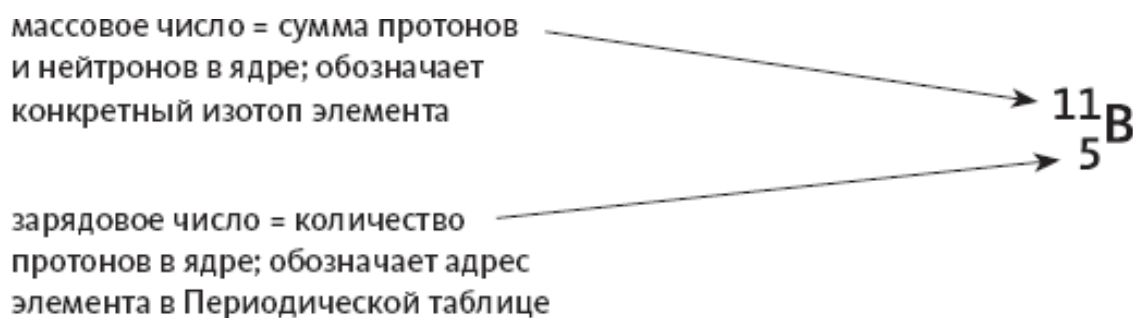 массовое число = сумма протонов
и нейтронов в ядре; обозначает
конкретный изотоп элемента
11
B
5
зарядовое число = количество
протонов в ядре; обозначает адрес
элемента в Периодической таблице